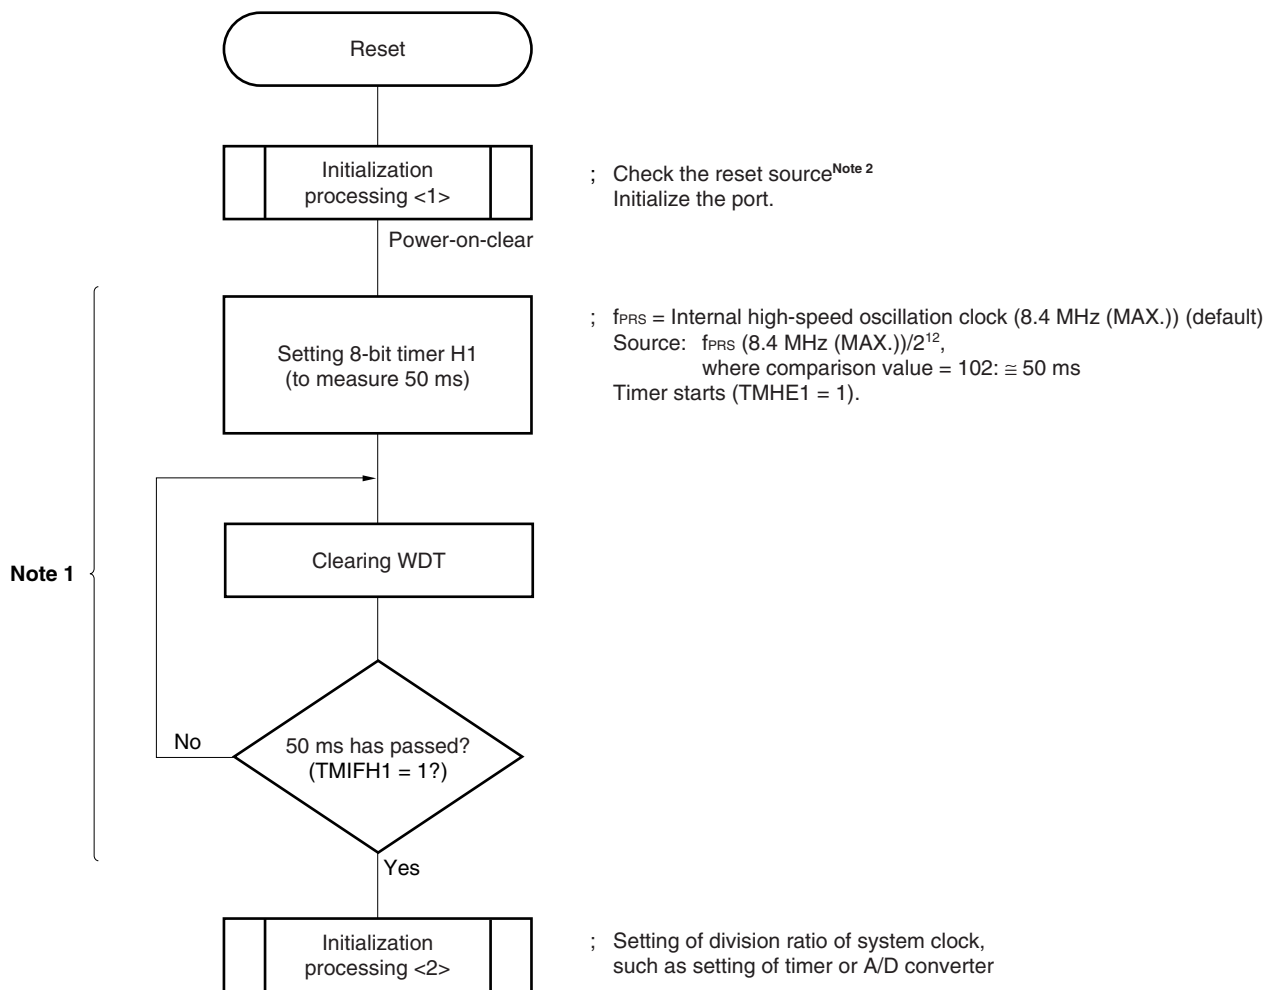 Reset
Initialization
processing <1>
; Check the reset sourceNote 2
Initialize the port.
Power-on-clear
Setting 8-bit timer H1
(to measure 50 ms)
; fPRS = Internal high-speed oscillation clock (8.4 MHz (MAX.)) (default)
Source: fPRS (8.4 MHz (MAX.))/2¹²,
where comparison value = 102: ≅ 50 ms
Timer starts (TMHE1 = 1).
Clearing WDT
Note 1
No
50 ms has passed?
(TMIFH1 = 1?)
Yes
Initialization
processing <2>
; Setting of division ratio of system clock,
such as setting of timer or A/D converter